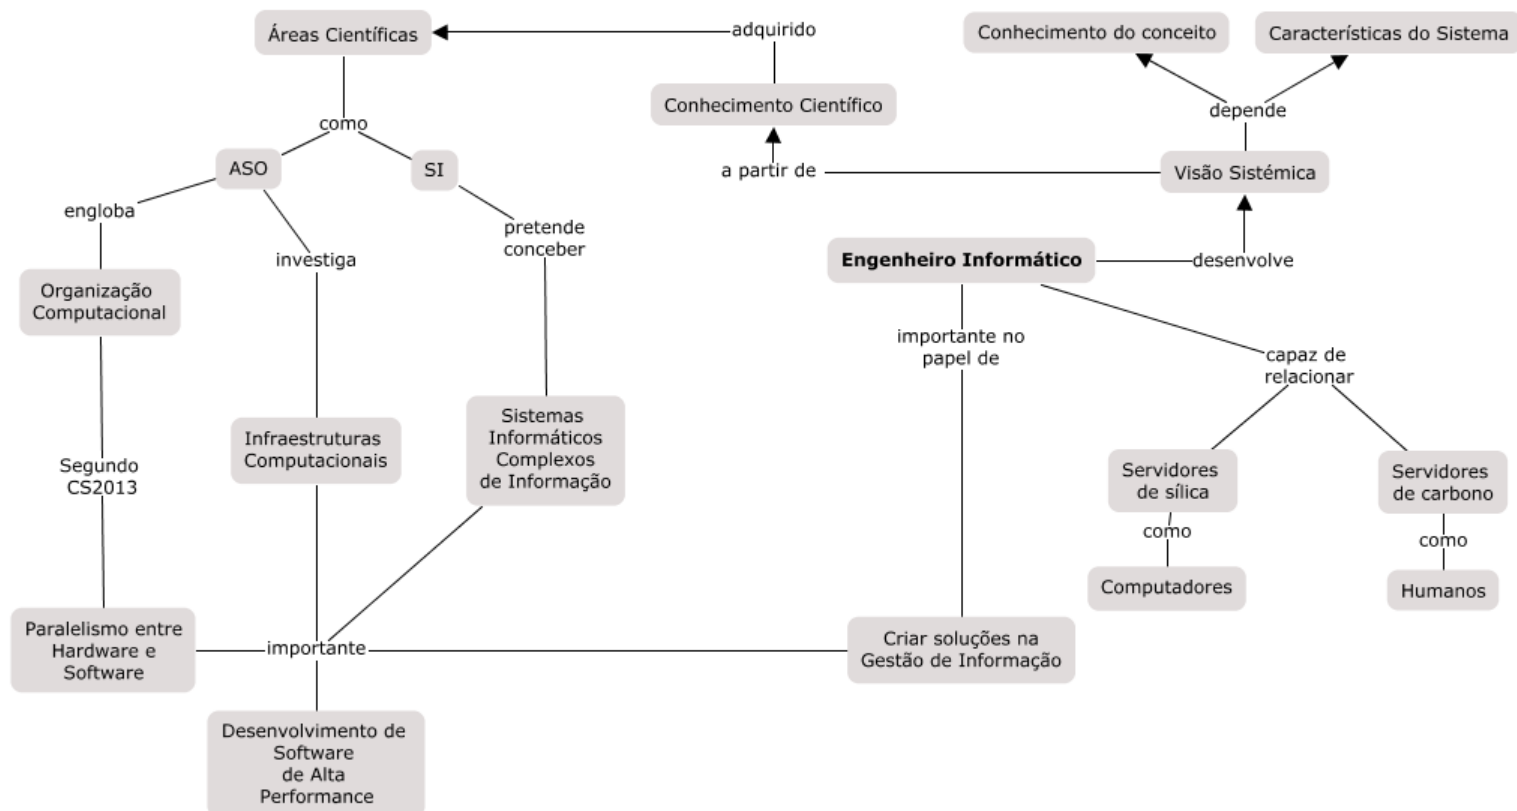 Áreas Científicas
adquirido
Conhecimento do conceito
Características do Sistema
Conhecimento Científico
depende
como
ASO
SI
a partir de
Visão Sistémica
engloba
pretende
conceber
investiga
Engenheiro Informático
desenvolve
Organização
Computacional
importante no
papel de
capaz de
relacionar
Infraestruturas
Computacionais
Sistemas
Informáticos
Complexos
de Informação
Segundo
CS2013
Servidores
de sílica
Servidores
de carbono
como
como
Computadores
Humanos
Paralelismo entre
Hardware e
Software
importante
Criar soluções na
Gestão de Informação
Desenvolvimento de
Software
de Alta
Performance